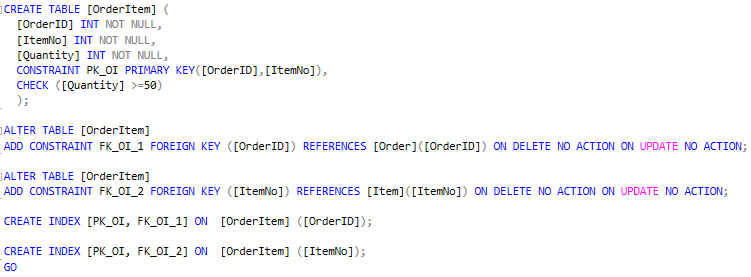 CREATE TABLE [OrderItem] (
[OrderID] INT NOT NULL,
[ItemNo] INT NOT NULL,
[Quantity] INT NOT NULL,
CONSTRAINT PK_OI PRIMARY KEY([OrderID],[ItemNo]),
CHECK ([Quantity] >=50)
);
ALTER TABLE [OrderItem]
ADD CONSTRAINT FK_OI_1 FOREIGN KEY ([OrderID]) REFERENCES [Order]([OrderID]) ON DELETE NO ACTION ON UPDATE NO ACTION;
ALTER TABLE [OrderItem]
ADD CONSTRAINT FK_OI_2 FOREIGN KEY ([ItemNo]) REFERENCES [Item]([ItemNo]) ON DELETE NO ACTION ON UPDATE NO ACTION;
CREATE INDEX [PK_OI, FK_OI_1] ON  [OrderItem] ([OrderID]);
CREATE INDEX [PK_OI, FK_OI_2] ON  [OrderItem] ([ItemNo]);
GO